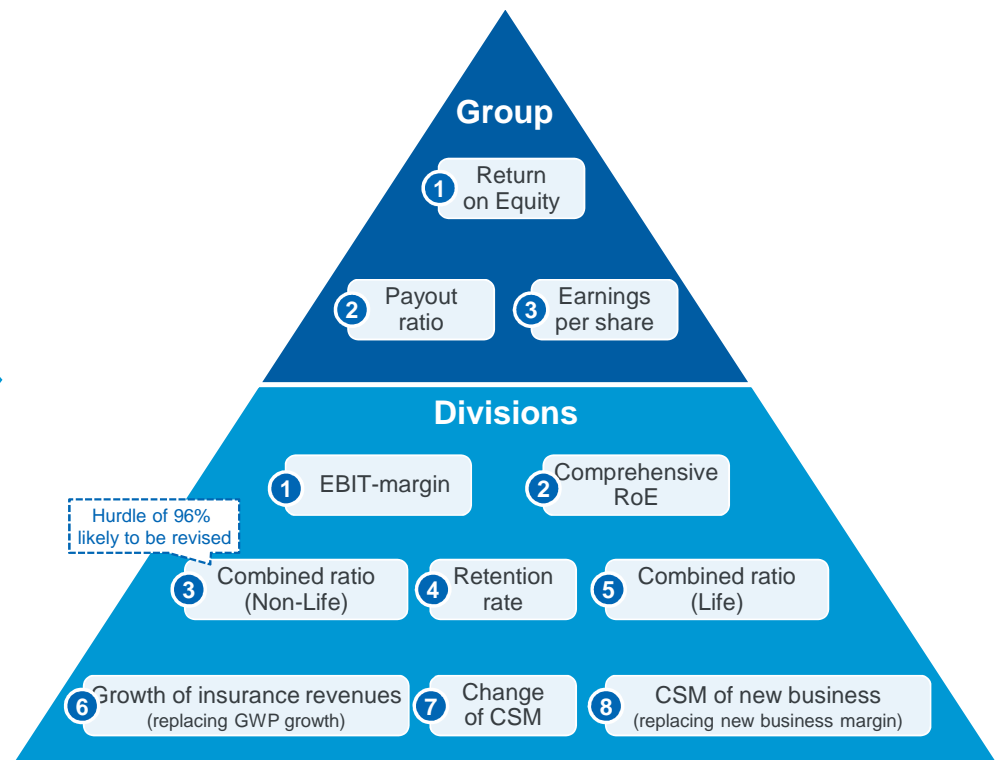 Group
1
Return
on Equity
2
Payout
ratio
3
Earnings
per share
Divisions
1
EBIT-margin
2
Comprehensive
RoE
Hurdle of 96%
likely to be revised
3
Combined ratio
(Non-Life)
4
Retention
rate
5
Combined ratio
(Life)
6
Growth of insurance revenues
(replacing GWP growth)
7
Change
of CSM
8
CSM of new business
(replacing new business margin)